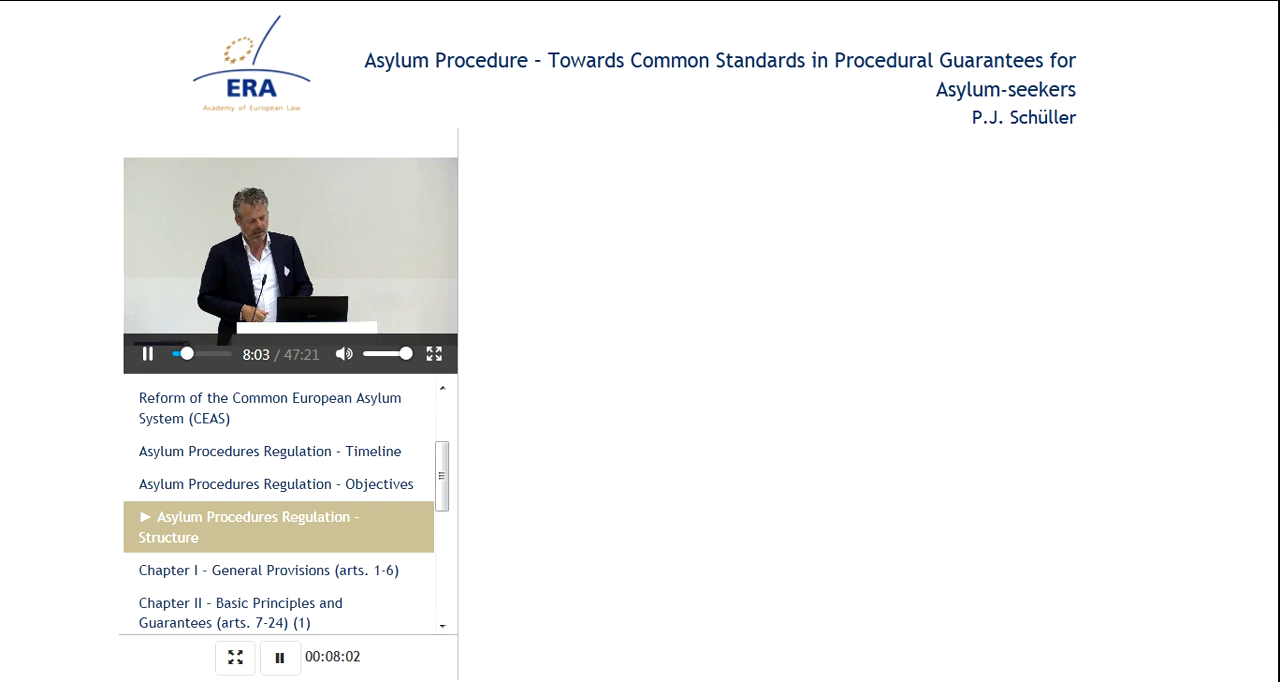 ERA
Academy of European Law
Asylum Procedure – Towards Common Standards in Procedural Guarantees for
Asylum-seekers
P.J. Schüller
8:03 / 47:21
Reform of the Common European Asylum
System (CEAS)
Asylum Procedures Regulation – Timeline
Asylum Procedures Regulation – Objectives
► Asylum Procedures Regulation –
Structure
Chapter I – General Provisions (arts. 1-6)
Chapter II – Basic Principles and
Guarantees (arts. 7-24) (1)
00:08:02